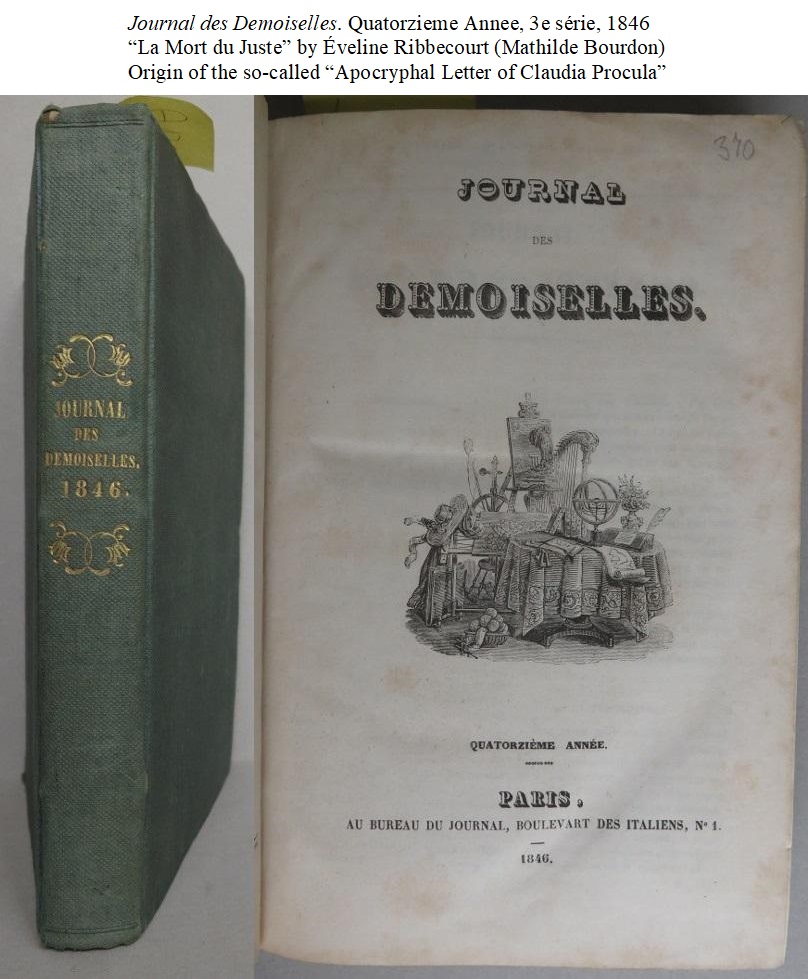 Journal des Demoiselles. Quatorzieme Annee, 3e série, 1846
“La Mort du Juste” by Éveline Ribbecourt (Mathilde Bourdon)
Origin of the so-called “Apocryphal Letter of Claudia Procula”
JOURNAL
DES
DEMOISELLES.
1846.
370
JOURNAL
DES
DEMOISELLES.
QUATORZIÈME ANNÉE.
PARIS,
AU BUREAU DU JOURNAL, BOULEVART DES ITALIENS, No 1.
1846.